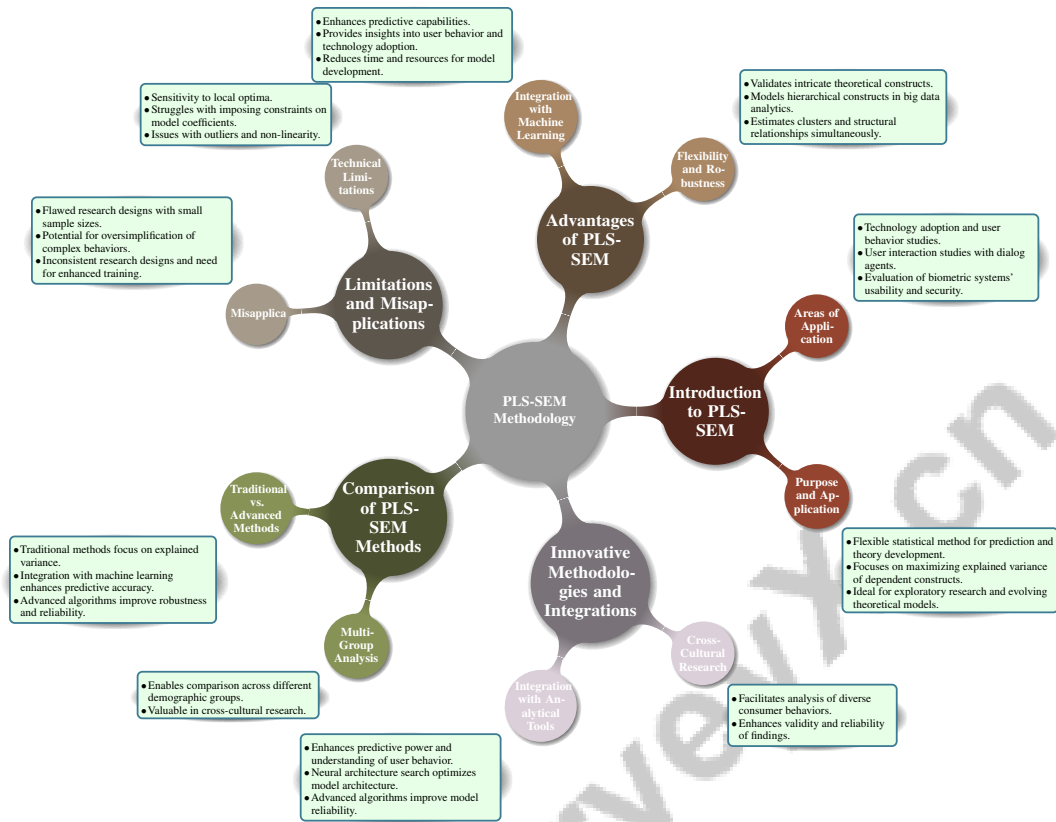 • Enhances predictive capabilities.
• Provides insights into user behavior and
technology adoption.
• Reduces time and resources for model
development.
• Sensitivity to local optima.
• Struggles with imposing constraints on
model coefficients.
• Issues with outliers and non-linearity.
Integration
with
Machine
Learning
• Validates intricate theoretical constructs.
• Models hierarchical constructs in big data
analytics.
• Estimates clusters and structural
relationships simultaneously.
Technical
Limi-
tations
Flexibility
and Ro-
bustness
• Flawed research designs with small
sample sizes.
• Potential for oversimplification of
complex behaviors.
• Inconsistent research designs and need
for enhanced training.
Advantages
of PLS-
SEM
• Technology adoption and user
behavior studies.
• User interaction studies with dialog
agents.
• Evaluation of biometric systems’
usability and security.
Limitations
and Misap-
plications
Misapplica
Areas of
Appli-
cation
PLS-SEM
Methodology
Introduction
to PLS-
SEM
Traditional
vs.
Advanced
Methods
Comparison
of PLS-
SEM
Methods
Purpose
and Ap-
plication
• Traditional methods focus on explained
variance.
• Integration with machine learning
enhances predictive accuracy.
• Advanced algorithms improve robustness
and reliability.
Innovative
Methodolo-
gies and
Integrations
• Flexible statistical method for prediction and
theory development.
• Focuses on maximizing explained variance
of dependent constructs.
• Ideal for exploratory research and evolving
theoretical models.
Multi-
Group
Analysis
Cross-
Cultural
Research
• Enables comparison across different
demographic groups.
• Valuable in cross-cultural research.
Integration
with An-
alytical
Tools
• Facilitates analysis of diverse
consumer behaviors.
• Enhances validity and reliability
of findings.
• Enhances predictive power and
understanding of user behavior.
• Neural architecture search optimizes
model architecture.
• Advanced algorithms improve model
reliability.
rveyx.cn